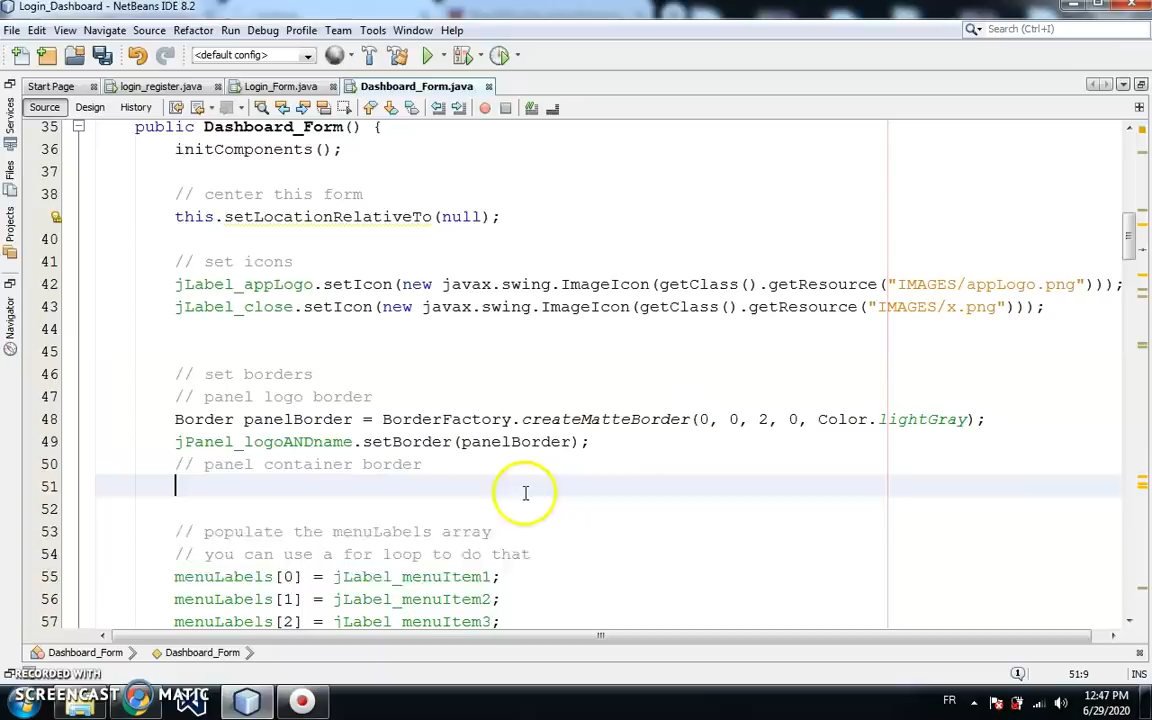 Login_Dashboard - NetBeans IDE 8.2
File Edit View Navigate Source Refactor Run Debug Profile Team Tools Window Help
Search (Ctrl+I)
<default config>
Start Page login_register.java Login_Form.java Dashboard_Form.java
Source Design History
Services
Files
Projects
Navigator
35 public Dashboard_Form() {
36 initComponents();
37
38 // center this form
this.setLocationRelativeTo(null);
40
41 // set icons
42 jLabel_appLogo.setIcon(new javax.swing.ImageIcon(getClass().getResource("IMAGES/appLogo.png")));
43 jLabel_close.setIcon(new javax.swing.ImageIcon(getClass().getResource("IMAGES/x.png")));
44
45
46 // set borders
47 // panel logo border
48 Border panelBorder = BorderFactory.createMatteBorder(0, 0, 2, 0, Color.lightGray);
49 jPanel_logoANDname.setBorder(panelBorder);
50 // panel container border
51
52
53 // populate the menuLabels array
54 // you can use a for loop to do that
55 menuLabels[0] = jLabel_menuItem1;
56 menuLabels[1] = jLabel_menuItem2;
57 menuLabels[2] = jLabel_menuItem3;
Dashboard_Form Dashboard_Form
1 51:9 INS
RECORDED WITH
SCREENCAST MATIC
FR 12:47 PM
6/29/2020